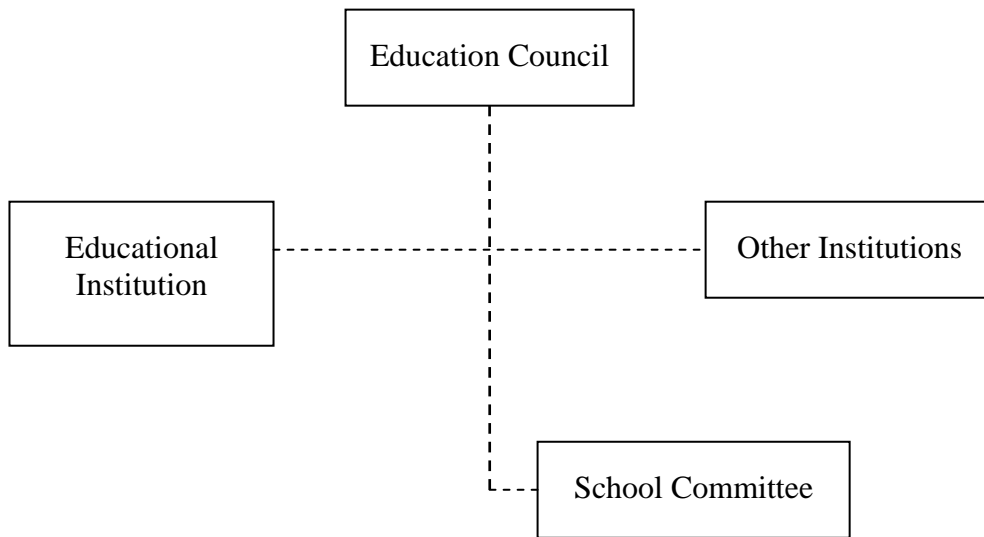 Education Council
Educational
Institution
Other Institutions
School Committee